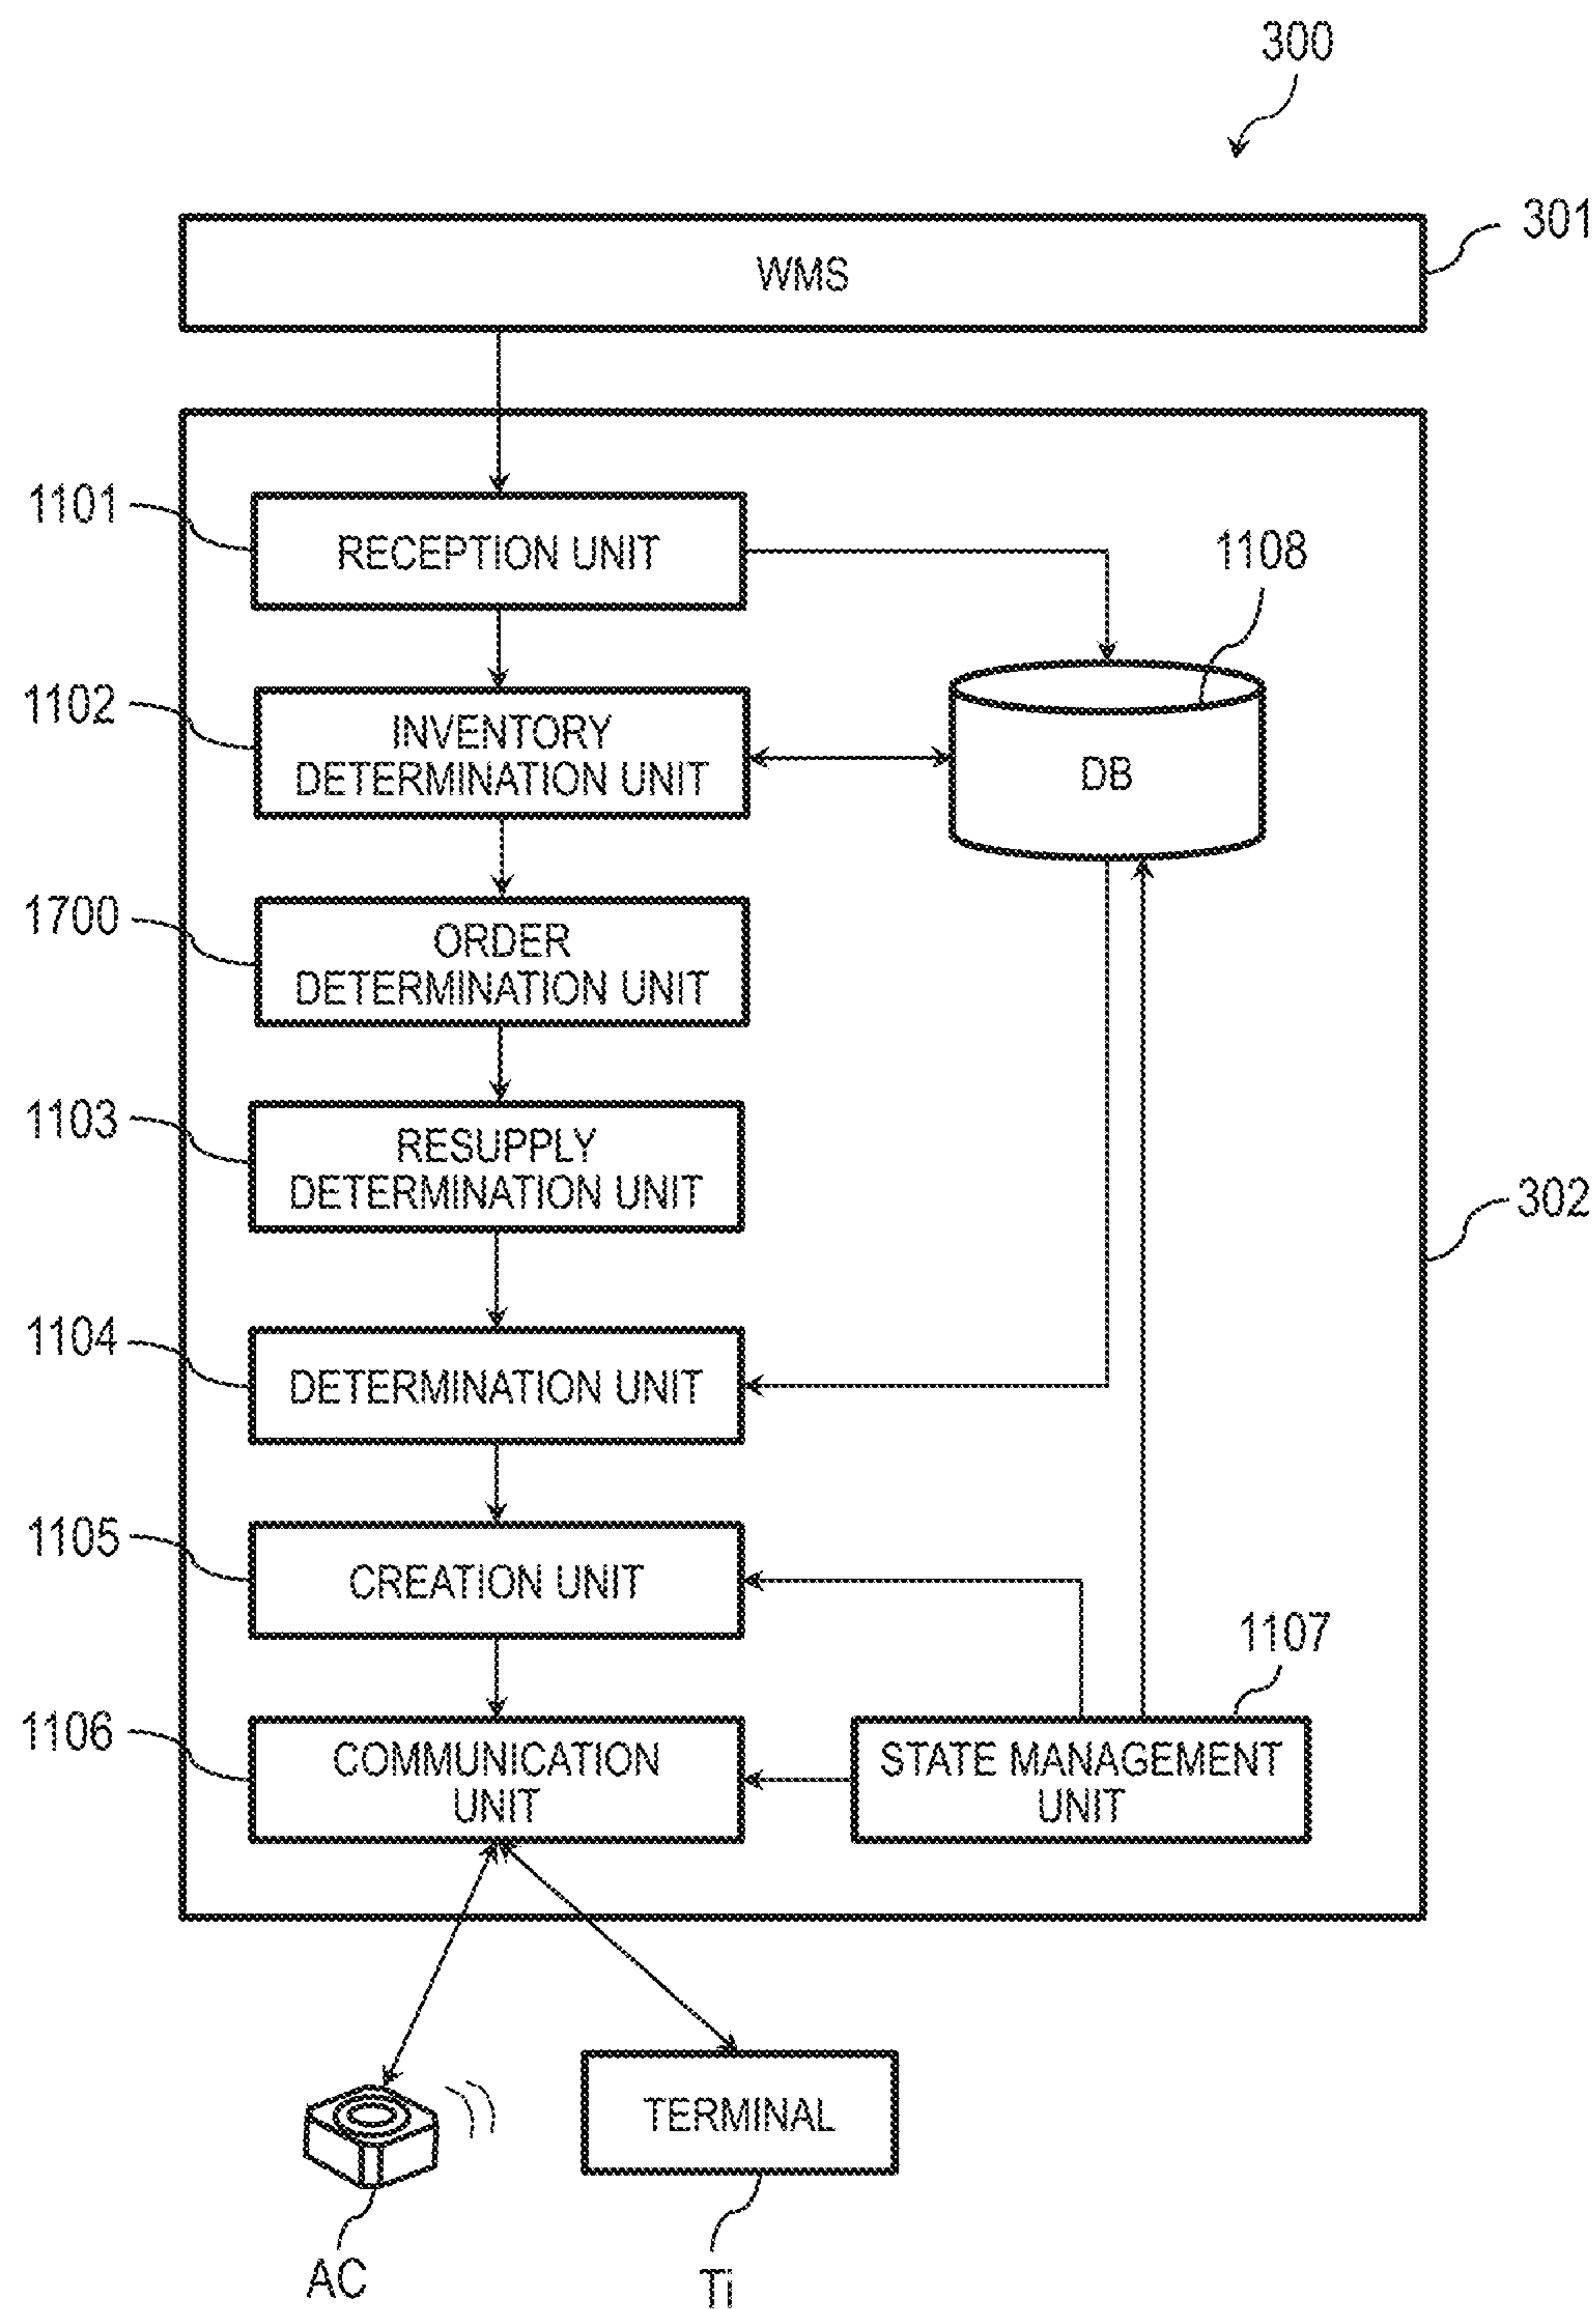 300
301
WMS
1101
RECEPTION UNIT
1108
1102
INVENTORY
DETERMINATION UNIT
DB
1700
ORDER
DETERMINATION UNIT
1103
RESUPPLY
DETERMINATION UNIT
302
1104
DETERMINATION UNIT
1105
CREATION UNIT
1107
1106
COMMUNICATION
UNIT
STATE MANAGEMENT
UNIT
TERMINAL
AC
Ti